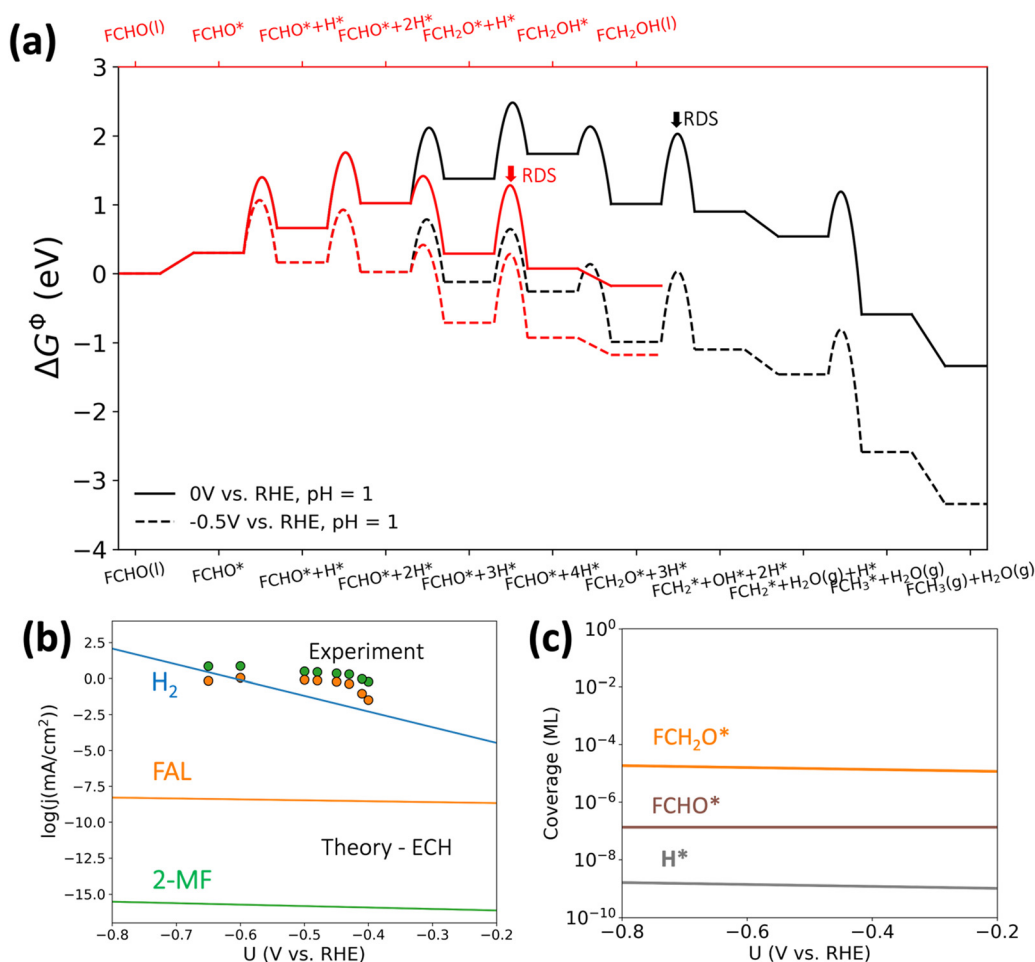 (a)
FCHO(l) FCHO* FCHO*+H* FCHO*+2H* FCH₂O*+H* FCH₂OH* FCH₂OH(l)
3
2
1
0
−1
−2
−3
−4
ΔG^Φ (eV)
RDS
RDS
0V vs. RHE, pH = 1
-0.5V vs. RHE, pH = 1
FCHO(l) FCHO* FCHO*+H* FCHO*+2H* FCHO*+3H* FCHO*+4H* FCH₂O*+3H* FCH₂*+OH*+2H* FCH₂*+H₂O(g)+H* FCH₃*+H₂O(g) FCH₃(g)+H₂O(g)
(b)
2.5
0.0
−2.5
−5.0
−7.5
−10.0
−12.5
−15.0
log(j(mA/cm²))
Experiment
H₂
FAL
Theory - ECH
2-MF
−0.8 −0.7 −0.6 −0.5 −0.4 −0.3 −0.2
U (V vs. RHE)
(c)
10⁰
10⁻²
10⁻⁴
10⁻⁶
10⁻⁸
10⁻¹⁰
Coverage (ML)
FCH₂O*
FCHO*
H*
−0.8 −0.6 −0.4 −0.2
U (V vs. RHE)